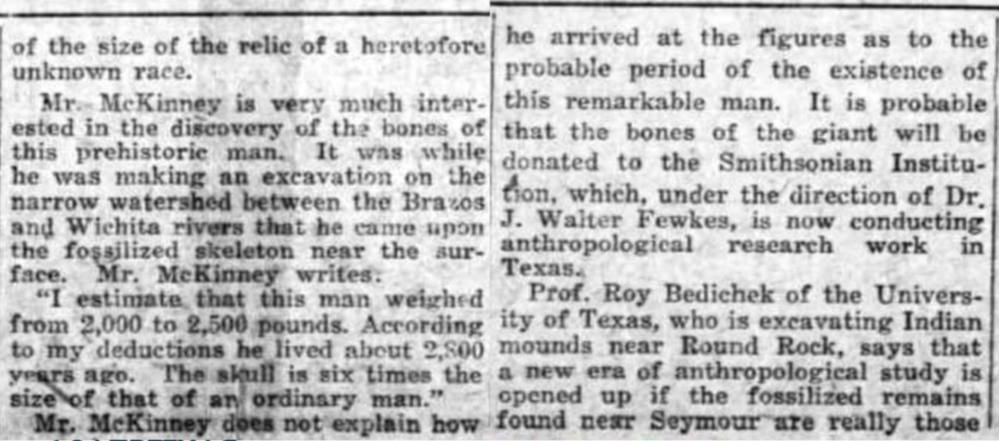 of the size of the relic of a heretofore
unknown race.
Mr. McKinney is very much inter-
ested in the discovery of the bones of
this prehistoric man. It was while
he was making an excavation on the
narrow watershed between the Brazos
and Wichita rivers that he came upon
the fossilized skeleton near the sur-
face. Mr. McKinney writes:
"I estimate that this man weighed
from 2,000 to 2,500 pounds. According
to my deductions he lived about 2,800
years ago. The skull is six times the
size of that of an ordinary man."
Mr. McKinney does not explain how
he arrived at the figures as to the
probable period of the existence of
this remarkable man. It is probable
that the bones of the giant will be
donated to the Smithsonian Institu-
tion, which, under the direction of Dr.
J. Walter Fewkes, is now conducting
anthropological research work in
Texas.
Prof. Roy Bedichek of the Univers-
ity of Texas, who is excavating Indian
mounds near Round Rock, says that
a new era of anthropological study is
opened up if the fossilized remains
found near Seymour are really those